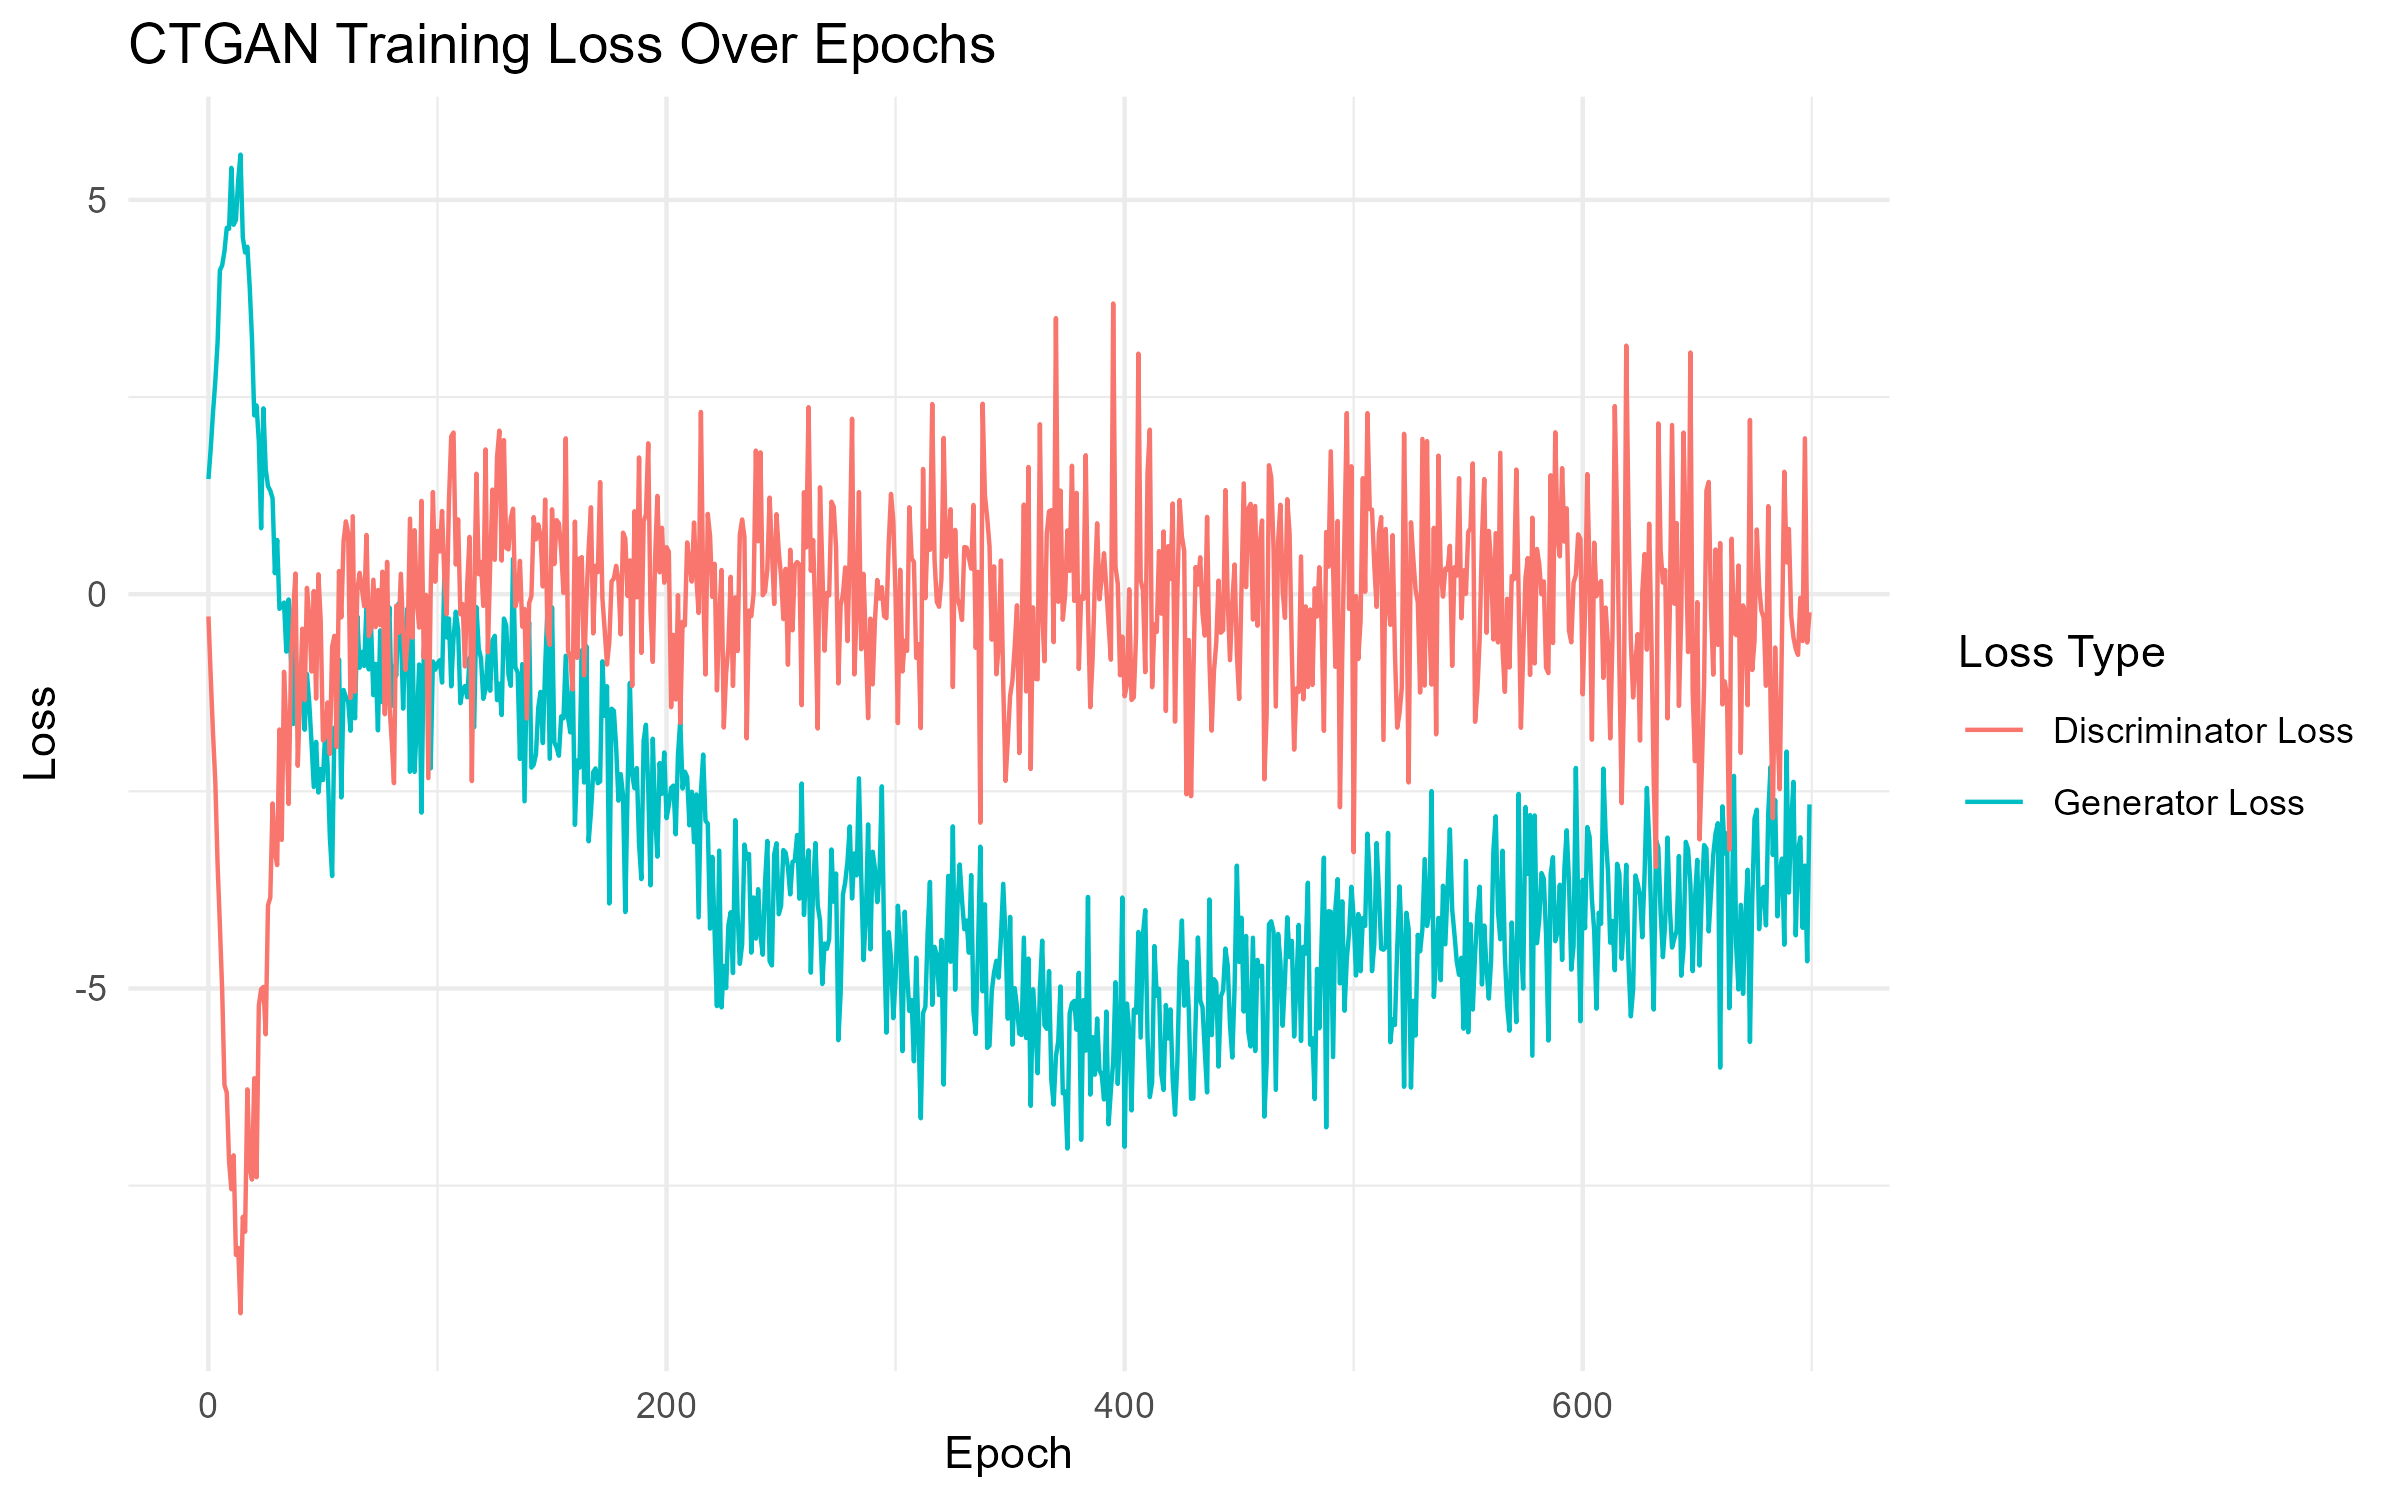 CTGAN Training Loss Over Epochs
5
0
-5
Loss
0
200
400
600
Epoch
Loss Type
Discriminator Loss
Generator Loss